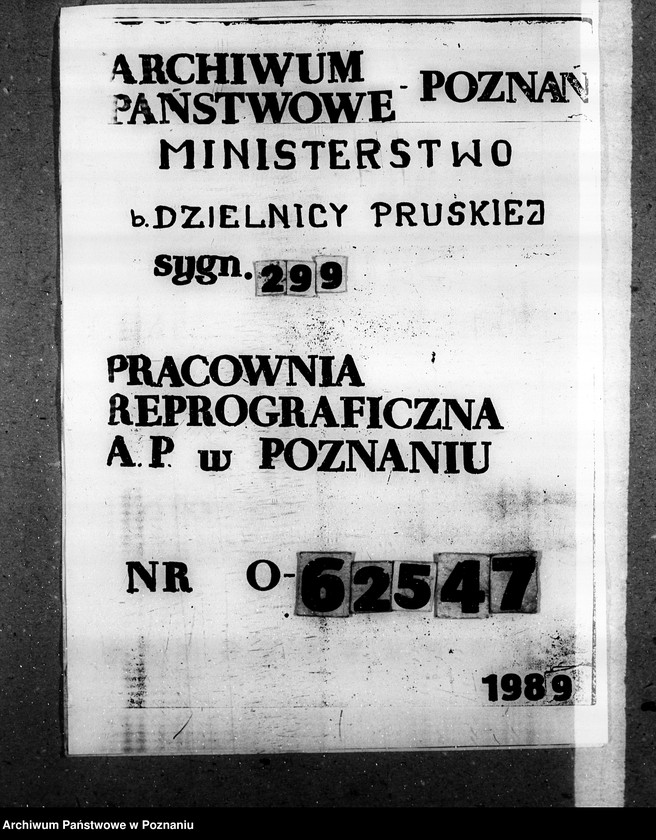 ARCHIWUM
PAŃSTWOWE - POZNAŃ
MINISTERSTWO
b. DZIELNICY PRUSKIEJ
sygn. 299
PRACOWNIA
REPROGRAFICZNA
A. P. w POZNANIU
NR O-62547
1989
Archiwum Państwowe w Poznaniu